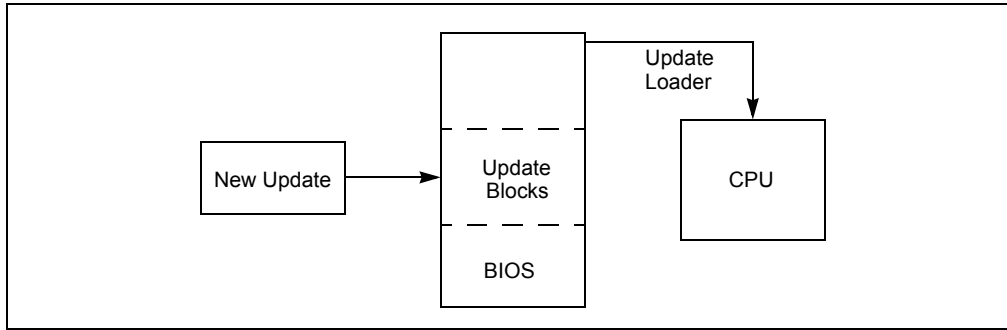 Update
Loader
New Update
Update
Blocks
CPU
BIOS